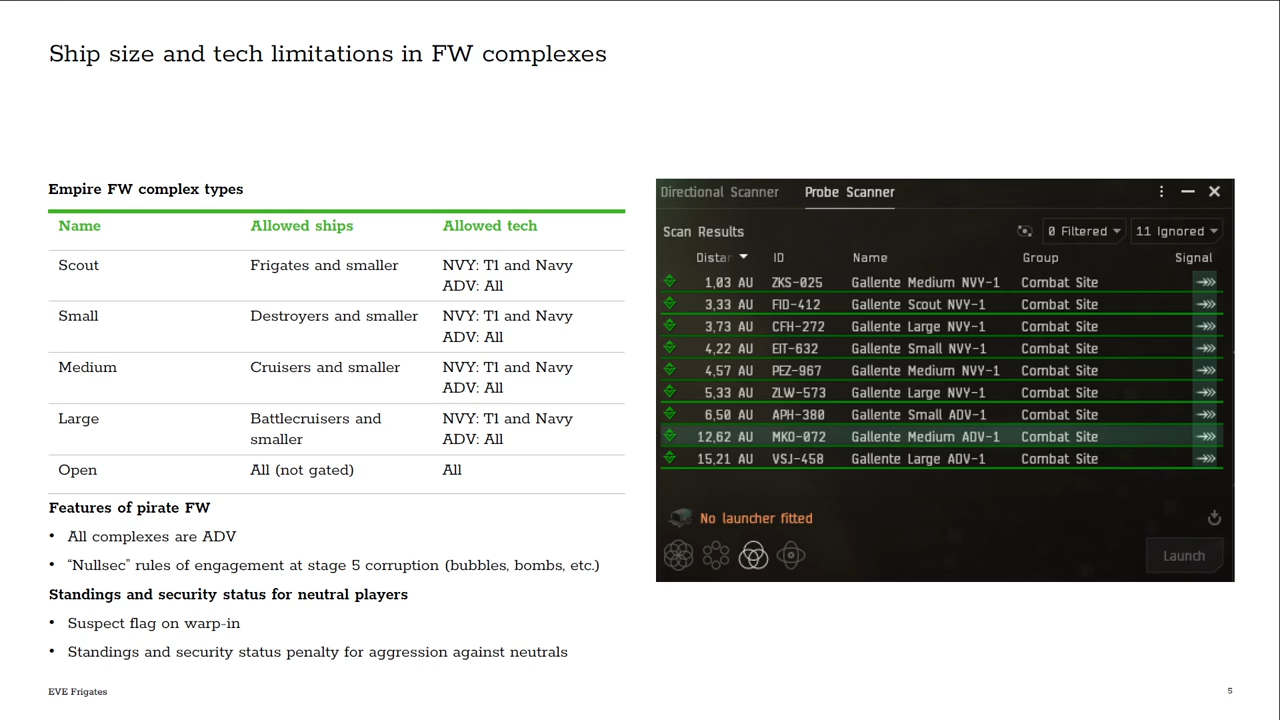 Ship size and tech limitations in FW complexes
Empire FW complex types
Name Allowed ships Allowed tech
Scout Frigates and smaller NVY: T1 and Navy
ADV: All
Small Destroyers and smaller NVY: T1 and Navy
ADV: All
Medium Cruisers and smaller NVY: T1 and Navy
ADV: All
Large Battlecruisers and NVY: T1 and Navy
smaller ADV: All
Open All (not gated) All
Features of pirate FW
• All complexes are ADV
• “Nullsec” rules of engagement at stage 5 corruption (bubbles, bombs, etc.)
Standings and security status for neutral players
• Suspect flag on warp-in
• Standings and security status penalty for aggression against neutrals
Directional Scanner Probe Scanner
Scan Results 0 Filtered 11 Ignored
Distar ID Name Group Signal
1,03 AU ZKS-025 Gallente Medium NVY-1 Combat Site
3,33 AU FID-412 Gallente Scout NVY-1 Combat Site
3,73 AU CFH-272 Gallente Large NVY-1 Combat Site
4,22 AU EIT-632 Gallente Small NVY-1 Combat Site
4,57 AU PEZ-967 Gallente Medium NVY-1 Combat Site
5,33 AU ZLW-573 Gallente Large NVY-1 Combat Site
6,50 AU APH-380 Gallente Small ADV-1 Combat Site
12,62 AU MKO-072 Gallente Medium ADV-1 Combat Site
15,21 AU VSJ-458 Gallente Large ADV-1 Combat Site
No launcher fitted
Launch
EVE Frigates
5